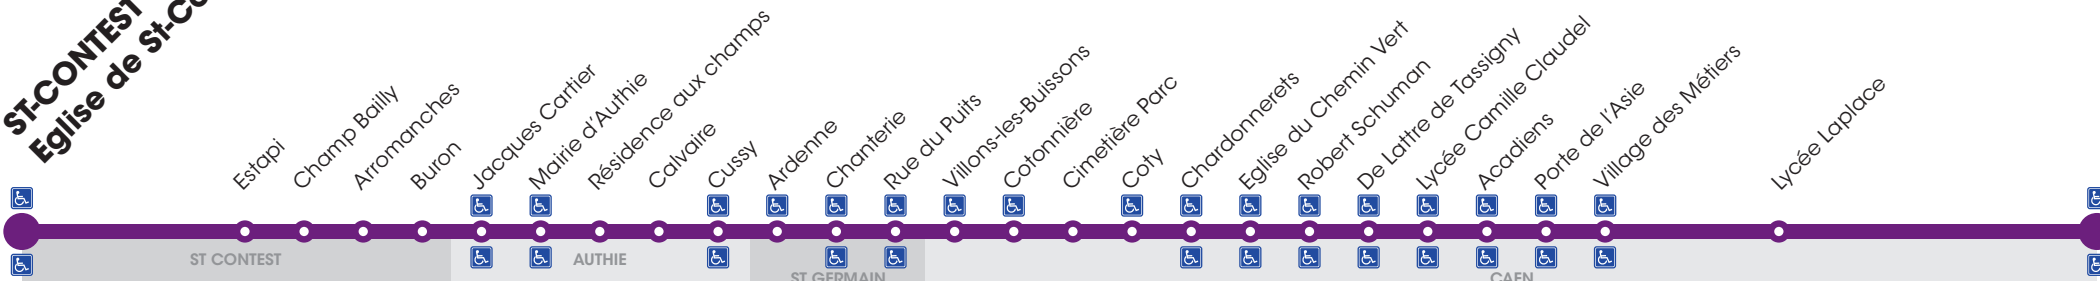 ST-CONTEST
Eglise de
Estapi
Champ Bailly
Arromanches
Buron
Jacques Cartier
Mairie d'Authie
Résidence aux champs
Calvaire
Cussy
Ardenne
Chanterie
Rue du Puits
Villons-les-Buissons
Cotonnière
Cimetière Parc
Coty
Chardonnerets
Eglise du Chemin Vert
Robert Schuman
De Lattre de Tassigny
Lycée Camille Claudel
Acadiens
Porte de l'Asie
Village des Métiers
Lycée Laplace
ST CONTEST
AUTHIE
ST GERMAIN
CAEN